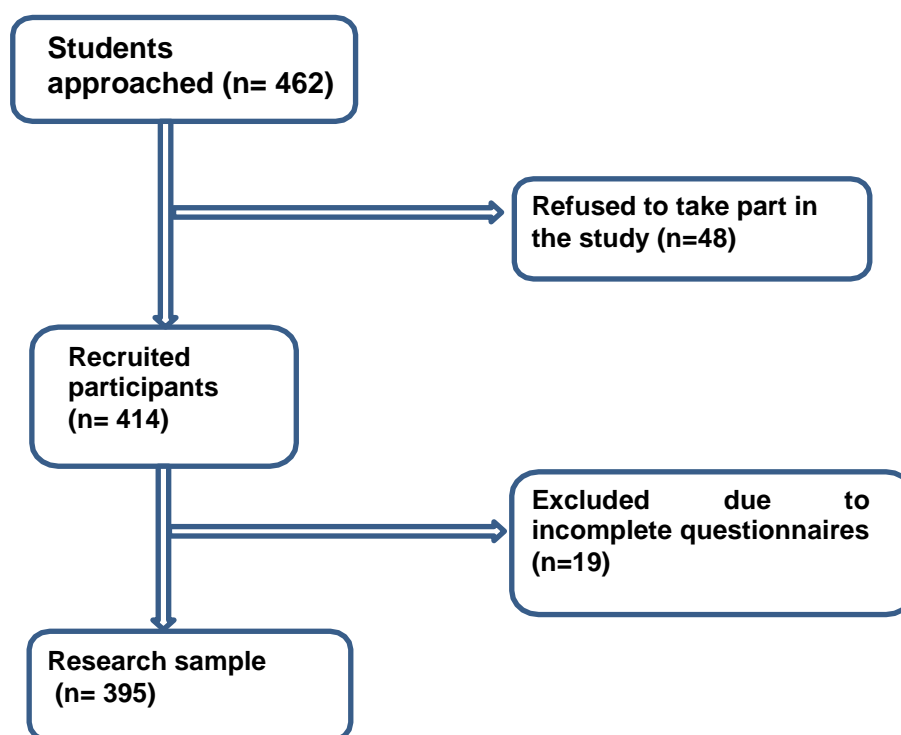 Students
approached (n= 462)
Refused to take part in
the study (n=48)
Recruited
participants
(n= 414)
Excluded due to
incomplete questionnaires
(n=19)
Research sample
(n= 395)